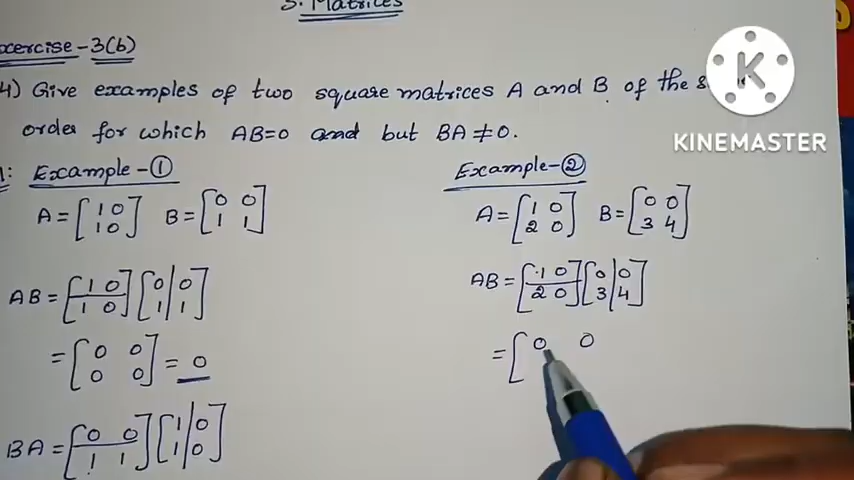 3. Matrices
Exercise-3(b)
4) Give examples of two square matrices A and B of the
order for which AB=0 and but BA≠0.
: Example-①
A = [1 0
1 0] B = [0 0
1 1]
AB = [1 0
1 0] [0 0
1 1]
= [0 0
0 0] = 0
BA = [0 0
1 1] [1 0
1 0]
Example-②
A = [1 0
2 0] B = [0 0
3 4]
AB = [1 0
2 0] [0 0
3 4]
= [0 0
K
KINEMASTER